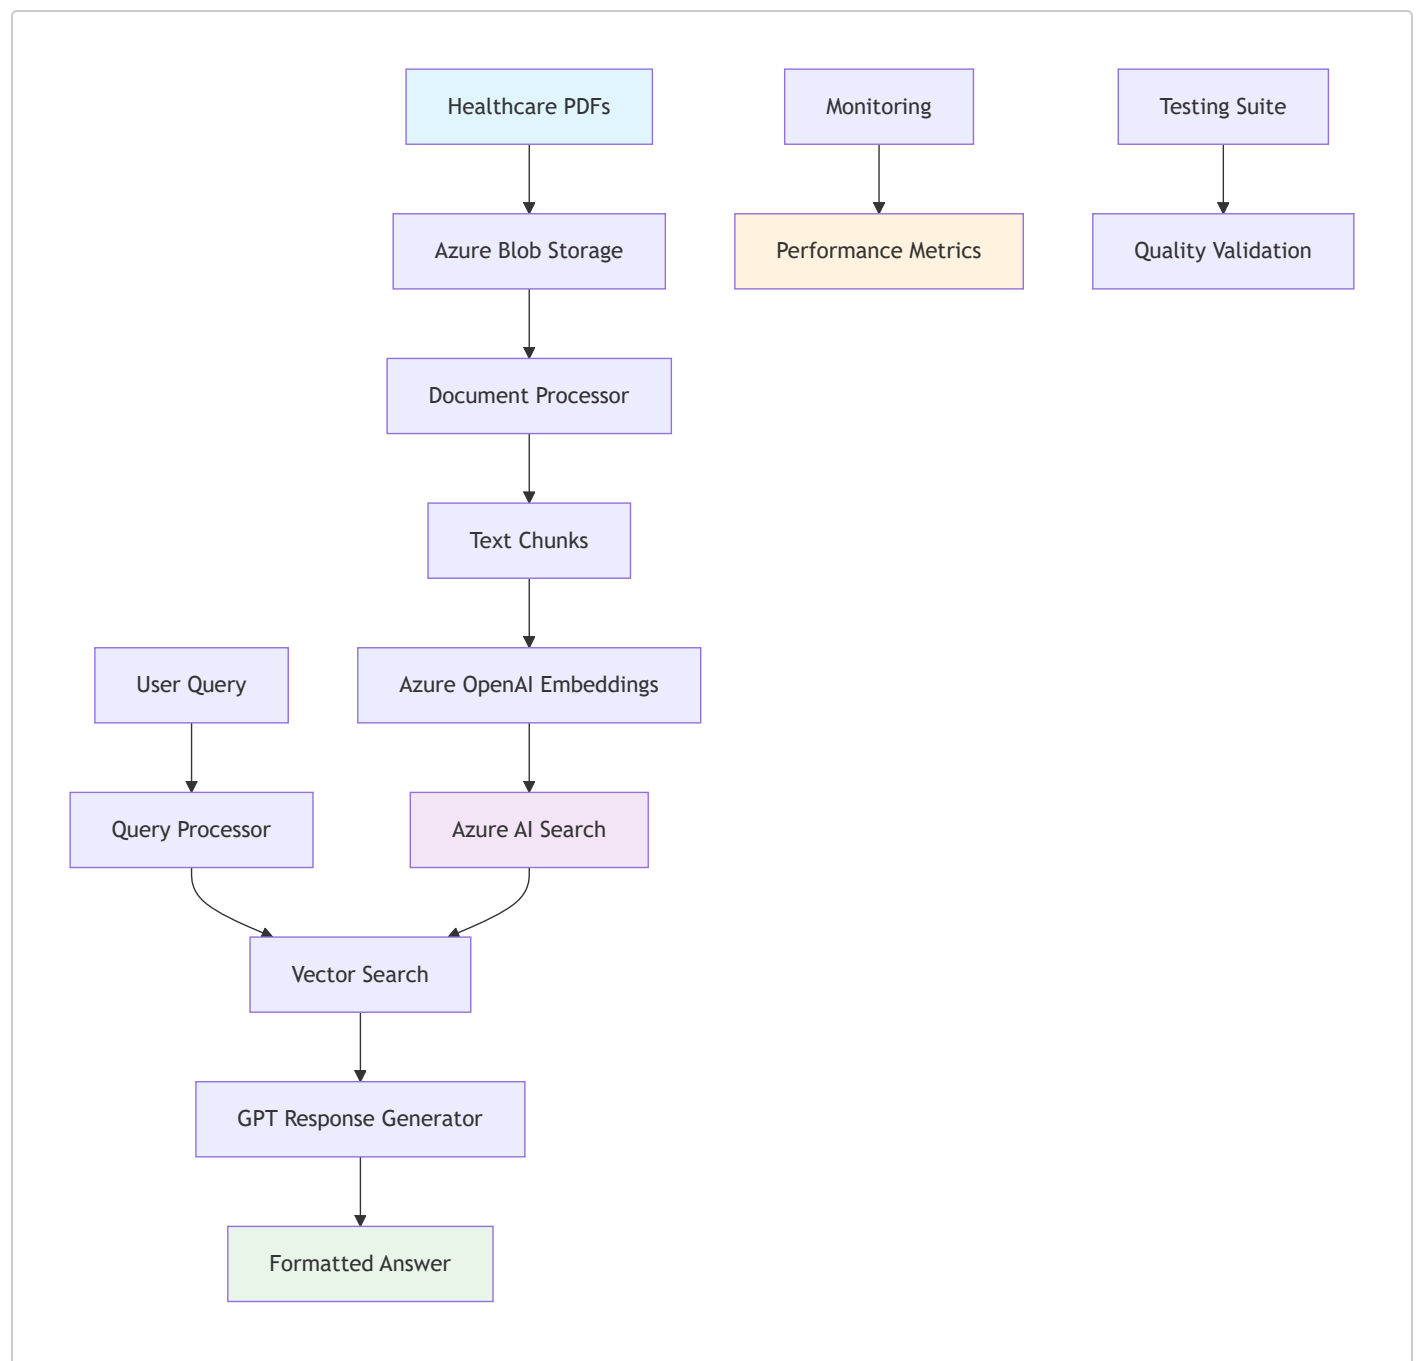 Healthcare PDFs
Monitoring
Testing Suite
Azure Blob Storage
Performance Metrics
Quality Validation
Document Processor
Text Chunks
User Query
Azure OpenAI Embeddings
Query Processor
Azure AI Search
Vector Search
GPT Response Generator
Formatted Answer